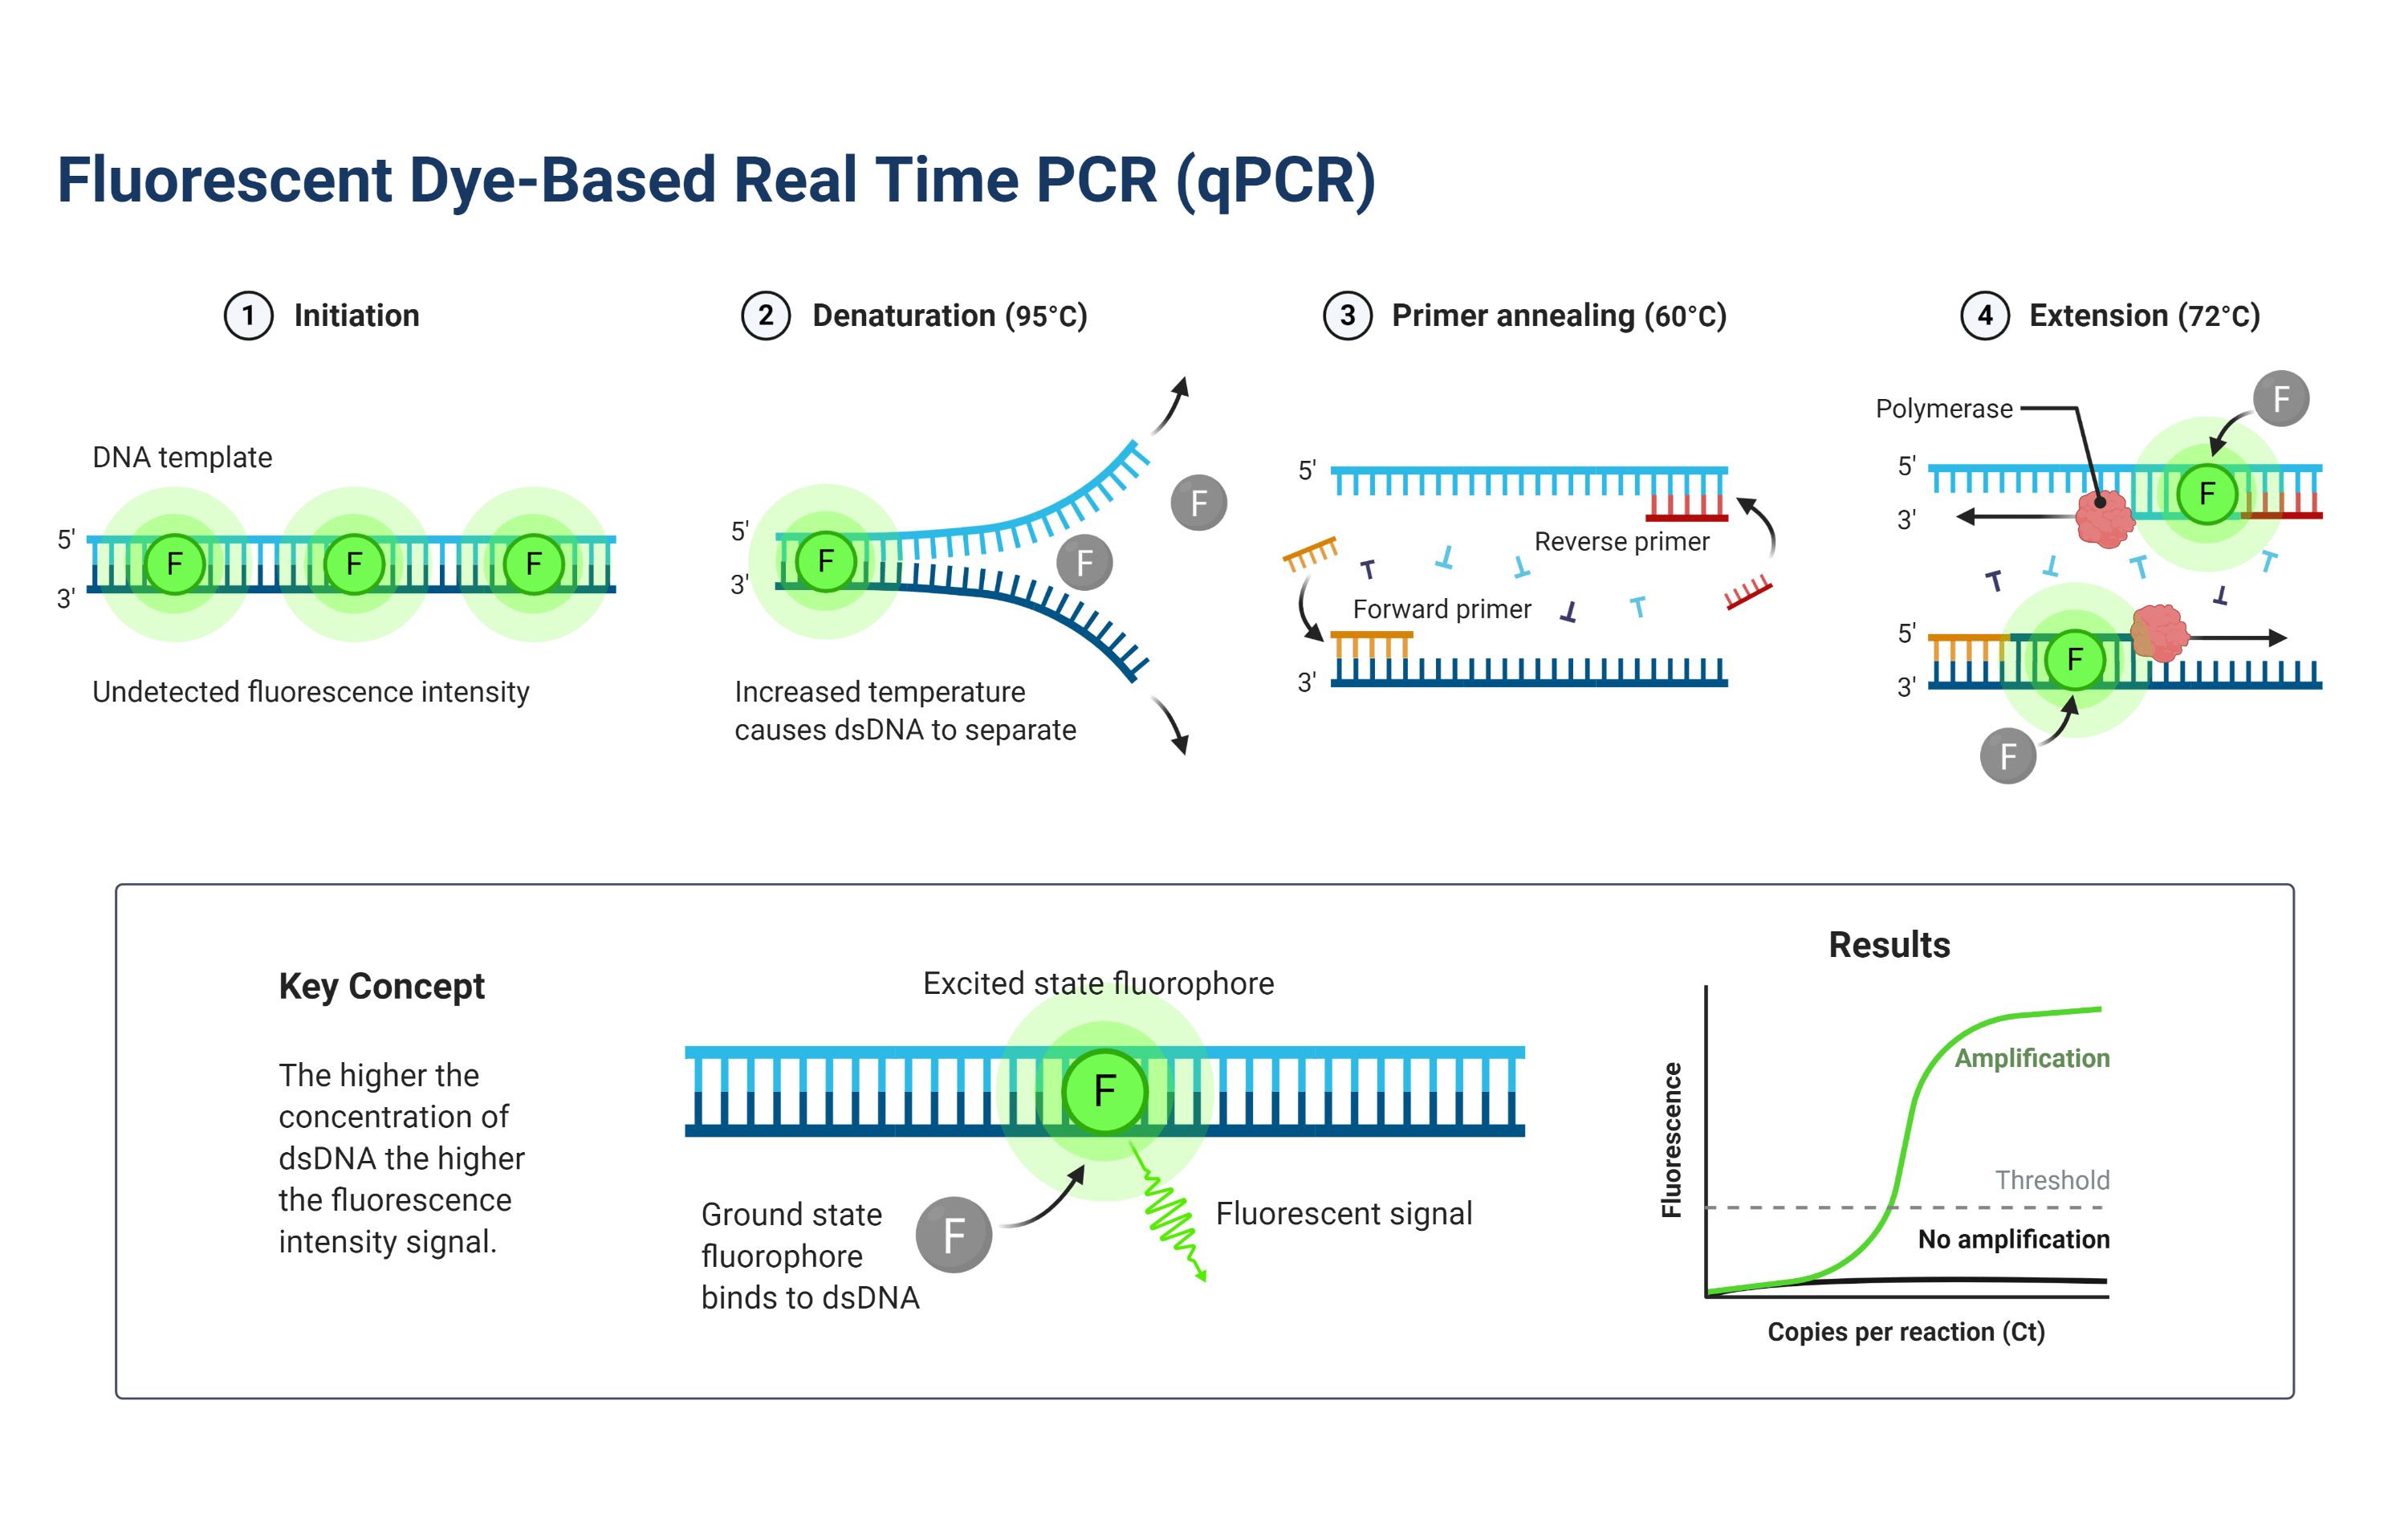 Fluorescent Dye-Based Real Time PCR (qPCR)
1 Initiation
DNA template
5'
3'
F F F
Undetected fluorescence intensity
2 Denaturation (95°C)
5'
3'
F
F
F
Increased temperature
causes dsDNA to separate
3 Primer annealing (60°C)
5'
Reverse primer
Forward primer
3'
4 Extension (72°C)
Polymerase
F
5'
F
3'
5'
F
3'
F
Key Concept
The higher the
concentration of
dsDNA the higher
the fluorescence
intensity signal.
Excited state fluorophore
F
Ground state
fluorophore
binds to dsDNA
F
Fluorescent signal
Results
Fluorescence
Amplification
Threshold
No amplification
Copies per reaction (Ct)